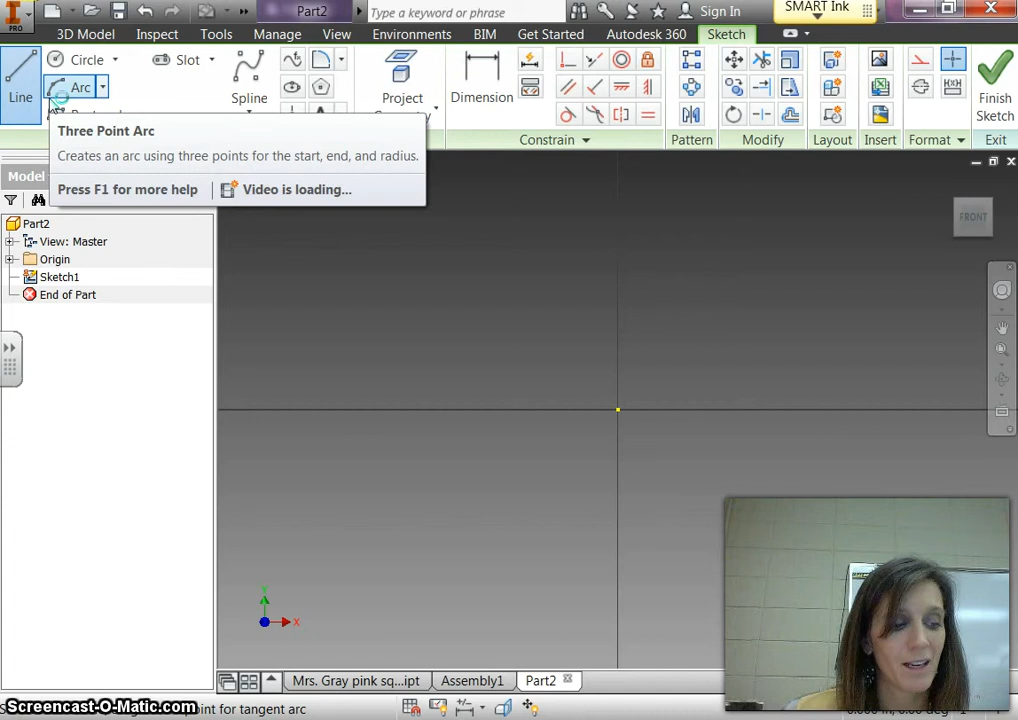 Part2
Type a keyword or phrase
Sign In
SMART Ink
PRO
3D Model
Inspect
Tools
Manage
View
Environments
BIM
Get Started
Autodesk 360
Sketch
Line
Circle
Arc
Slot
Spline
Project
Dimension
Finish
Sketch
Constrain
Pattern
Modify
Layout
Insert
Format
Exit
Three Point Arc
Creates an arc using three points for the start, end, and radius.
Press F1 for more help
Video is loading...
Model
Part2
View: Master
Origin
Sketch1
End of Part
FRONT
Y
X
Mrs. Gray pink sq...ipt
Assembly1
Part2
Screencast-O-Matic.com
point for tangent arc